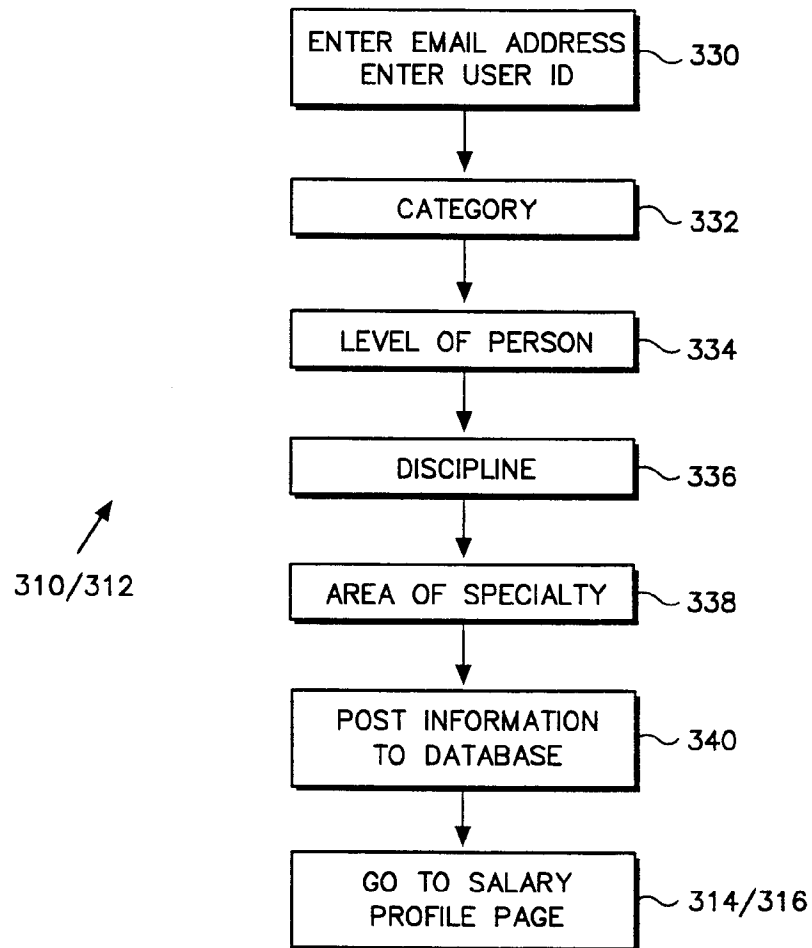 ENTER EMAIL ADDRESS
ENTER USER ID
330
CATEGORY
332
LEVEL OF PERSON
334
DISCIPLINE
336
310/312
AREA OF SPECIALTY
338
POST INFORMATION
TO DATABASE
340
GO TO SALARY
PROFILE PAGE
314/316